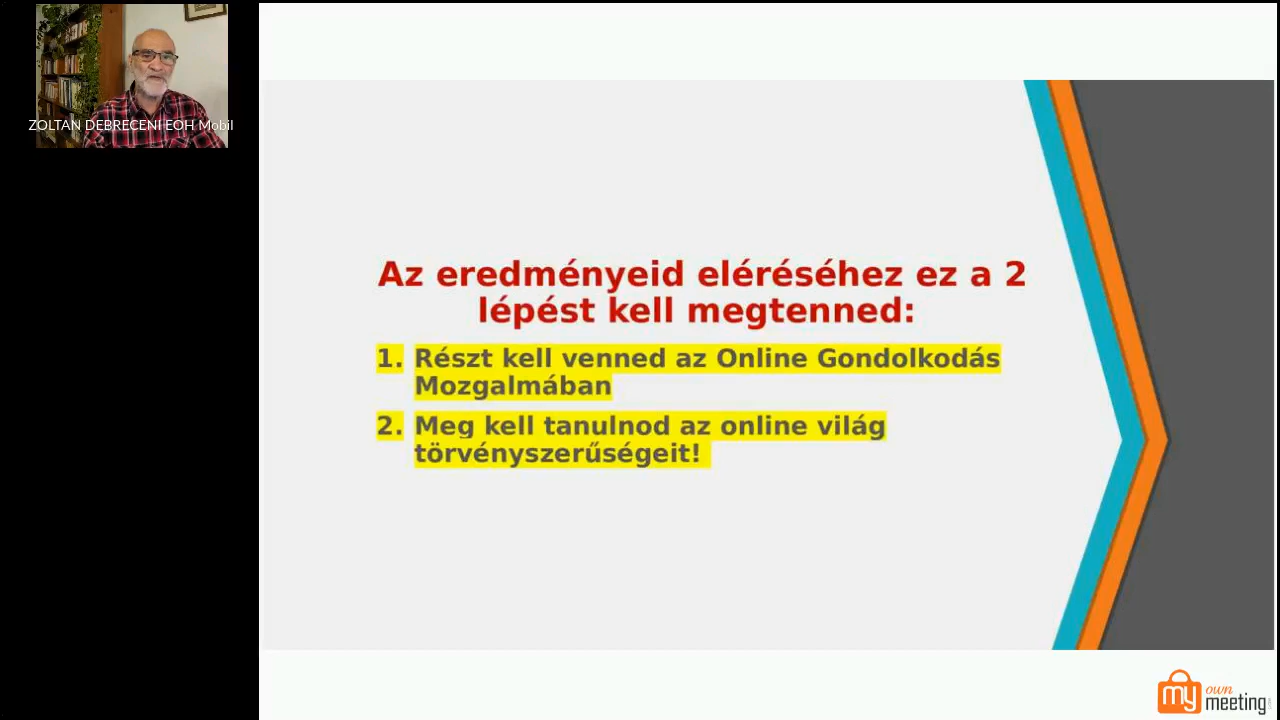 ZOLTAN DEBRECENI EOH Mobil
Az eredményeid eléréséhez ez a 2
lépést kell megtenned:
1. Részt kell venned az Online Gondolkodás
Mozgalmában
2. Meg kell tanulnod az online világ
törvényszerűségeit!
my own
meeting